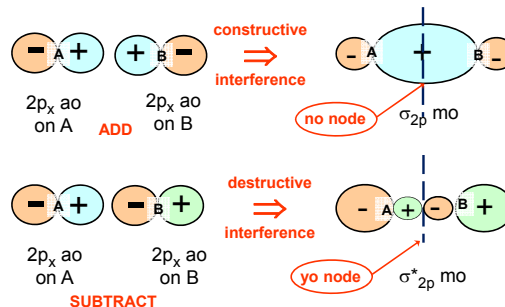 − A + + B − constructive ⇒ interference - A + B -
2pₓ ao on A
ADD
2pₓ ao on B
no node
σ₂p mo
− A + − B + destructive ⇒ interference - A + - B +
2pₓ ao on A
SUBTRACT
2pₓ ao on B
yo node
σ*₂p mo